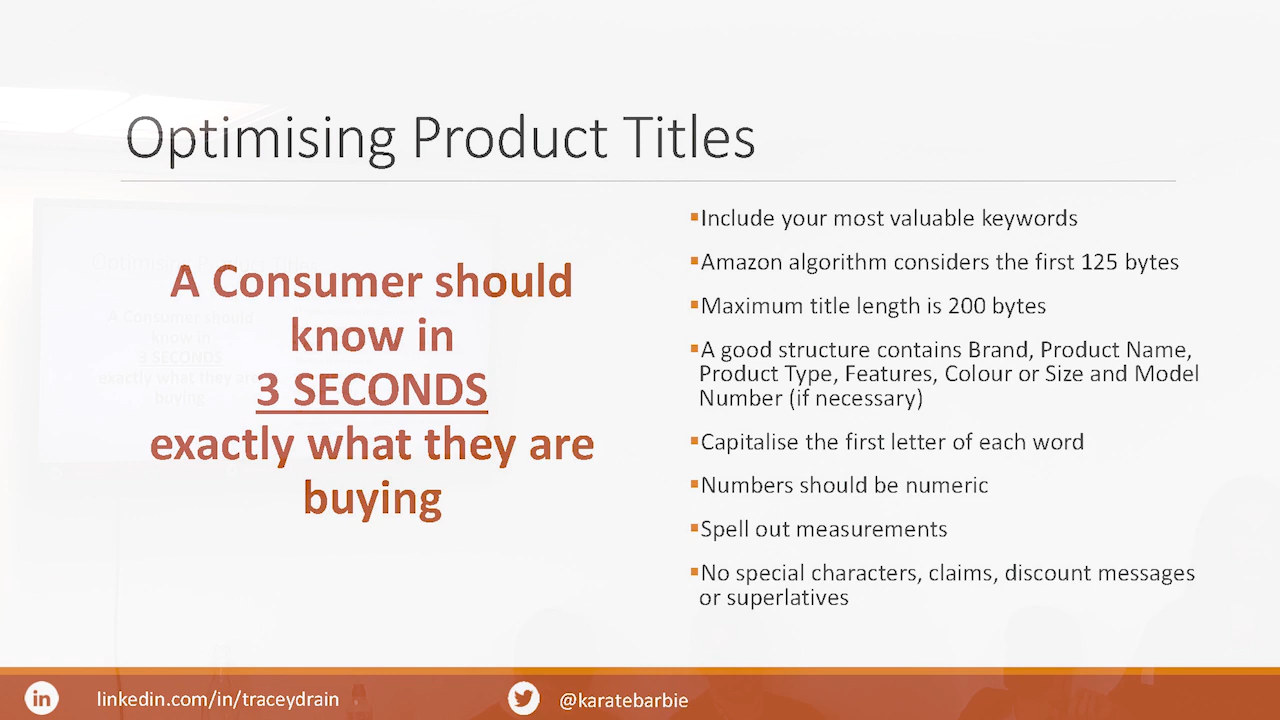 Optimising Product Titles
A Consumer should
know in
3 SECONDS
exactly what they are
buying
▪Include your most valuable keywords
▪Amazon algorithm considers the first 125 bytes
▪Maximum title length is 200 bytes
▪A good structure contains Brand, Product Name,
Product Type, Features, Colour or Size and Model
Number (if necessary)
▪Capitalise the first letter of each word
▪Numbers should be numeric
▪Spell out measurements
▪No special characters, claims, discount messages
or superlatives
in linkedin.com/in/traceydrain
@karatebarbie